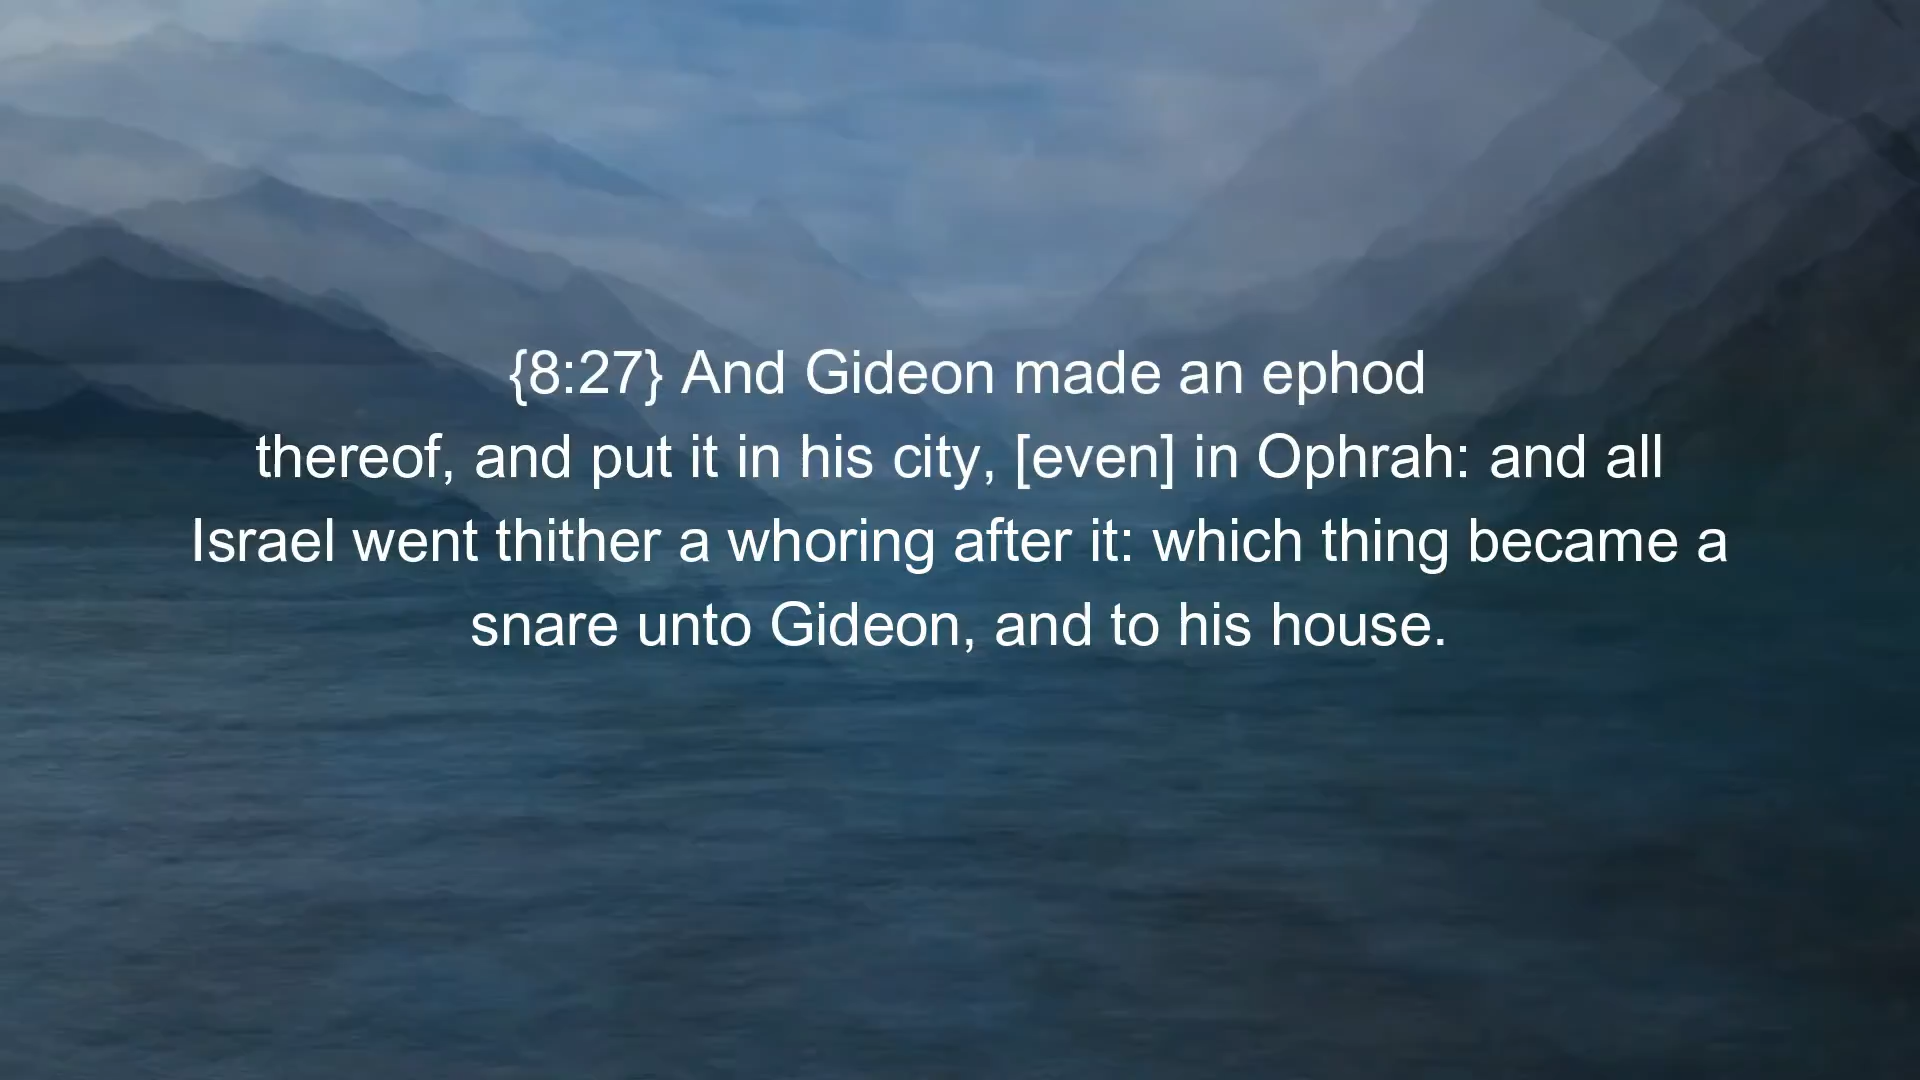 {8:27} And Gideon made an ephod
thereof, and put it in his city, [even] in Ophrah: and all
Israel went thither a whoring after it: which thing became a
snare unto Gideon, and to his house.